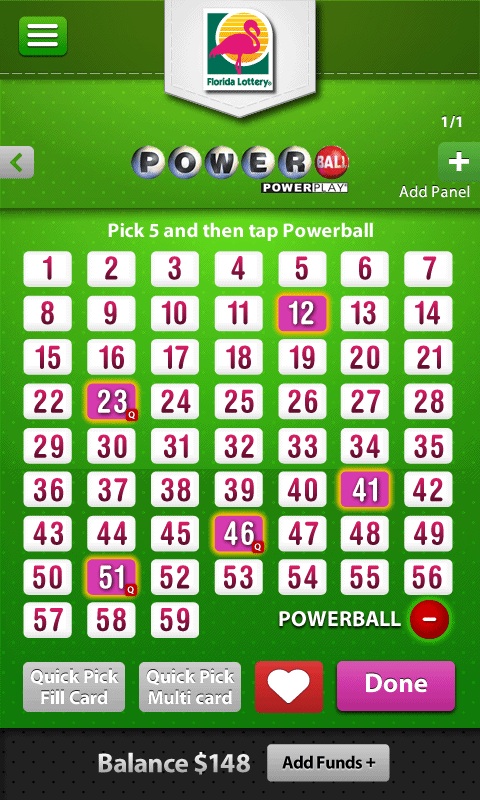 Florida Lottery®
1/1
POWERBALL
POWERPLAY
Add Panel
Pick 5 and then tap Powerball
1 2 3 4 5 6 7
8 9 10 11 12 13 14
15 16 17 18 19 20 21
22 23 Q 24 25 26 27 28
29 30 31 32 33 34 35
36 37 38 39 40 41 42
43 44 45 46 Q 47 48 49
50 51 Q 52 53 54 55 56
57 58 59 POWERBALL -
Quick Pick Quick Pick Done
Fill Card Multi card
Balance $148 Add Funds +